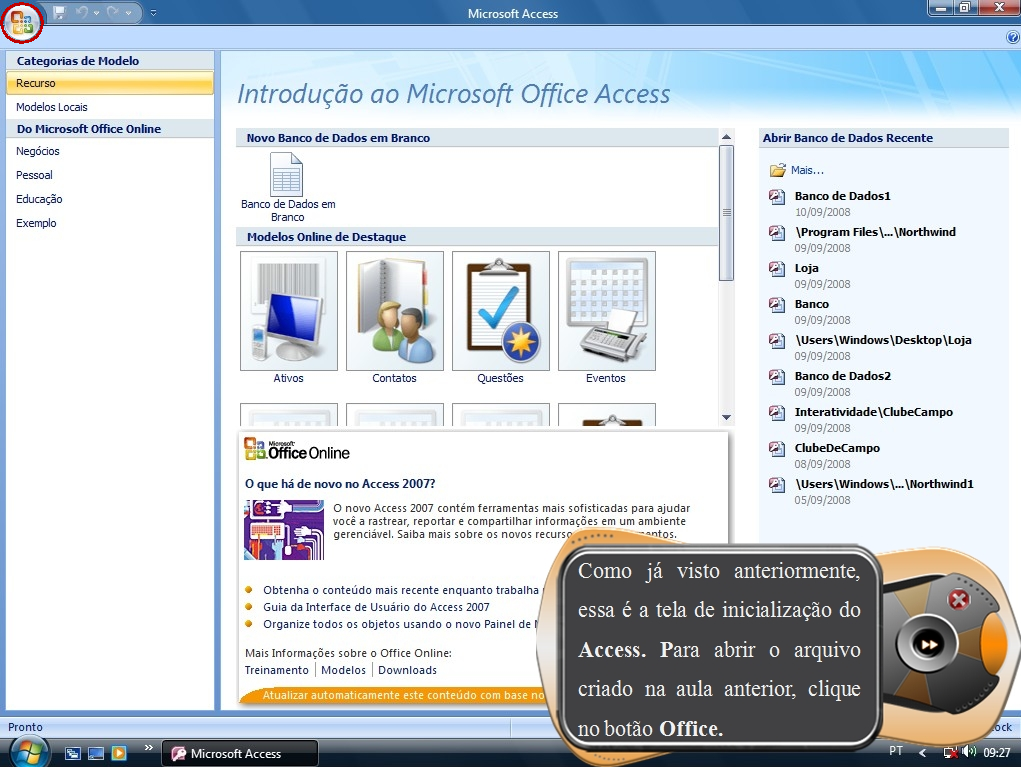 Microsoft Access
Categorias de Modelo
Recurso
Modelos Locais
Do Microsoft Office Online
Negócios
Pessoal
Educação
Exemplo
Introdução ao Microsoft Office Access
Novo Banco de Dados em Branco
Banco de Dados em
Branco
Modelos Online de Destaque
Ativos
Contatos
Questões
Eventos
Microsoft
Office Online
O que há de novo no Access 2007?
O novo Access 2007 contém ferramentas mais sofisticadas para ajudar
você a rastrear, reportar e compartilhar informações em um ambiente
gerenciável. Saiba mais sobre os novos
Obtenha o conteúdo mais recente enquanto trabalha
Guia da Interface de Usuário do Access 2007
Organize todos os objetos usando o novo Painel de
Mais Informações sobre o Office Online:
Treinamento
Modelos
Downloads
Atualizar automaticamente este conteúdo com base no
Abrir Banco de Dados Recente
Mais...
Banco de Dados1
10/09/2008
\Program Files\...\Northwind
09/09/2008
Loja
09/09/2008
Banco
09/09/2008
\Users\Windows\Desktop\Loja
09/09/2008
Banco de Dados2
09/09/2008
Interatividade\ClubeCampo
09/09/2008
ClubeDeCampo
08/09/2008
\Users\Windows\...\Northwind1
05/09/2008
Como já visto anteriormente,
essa é a tela de inicialização do
Access. Para abrir o arquivo
criado na aula anterior, clique
no botão Office.
Pronto
Microsoft Access
PT
09:27